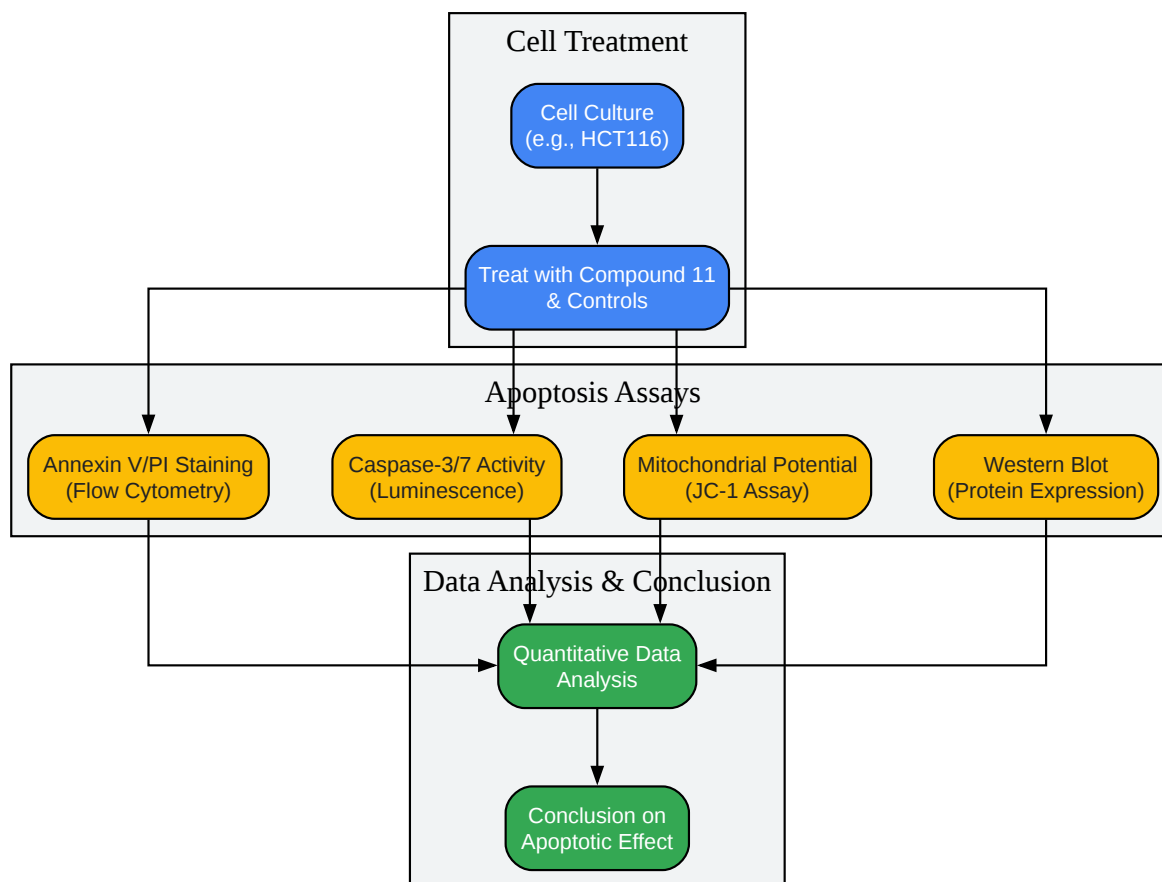 Cell Treatment
Cell Culture
(e.g., HCT116)
Treat with Compound 11
& Controls
Apoptosis Assays
Annexin V/PI Staining
(Flow Cytometry)
Caspase-3/7 Activity
(Luminescence)
Mitochondrial Potential
(JC-1 Assay)
Western Blot
(Protein Expression)
Data Analysis & Conclusion
Quantitative Data
Analysis
Conclusion on
Apoptotic Effect